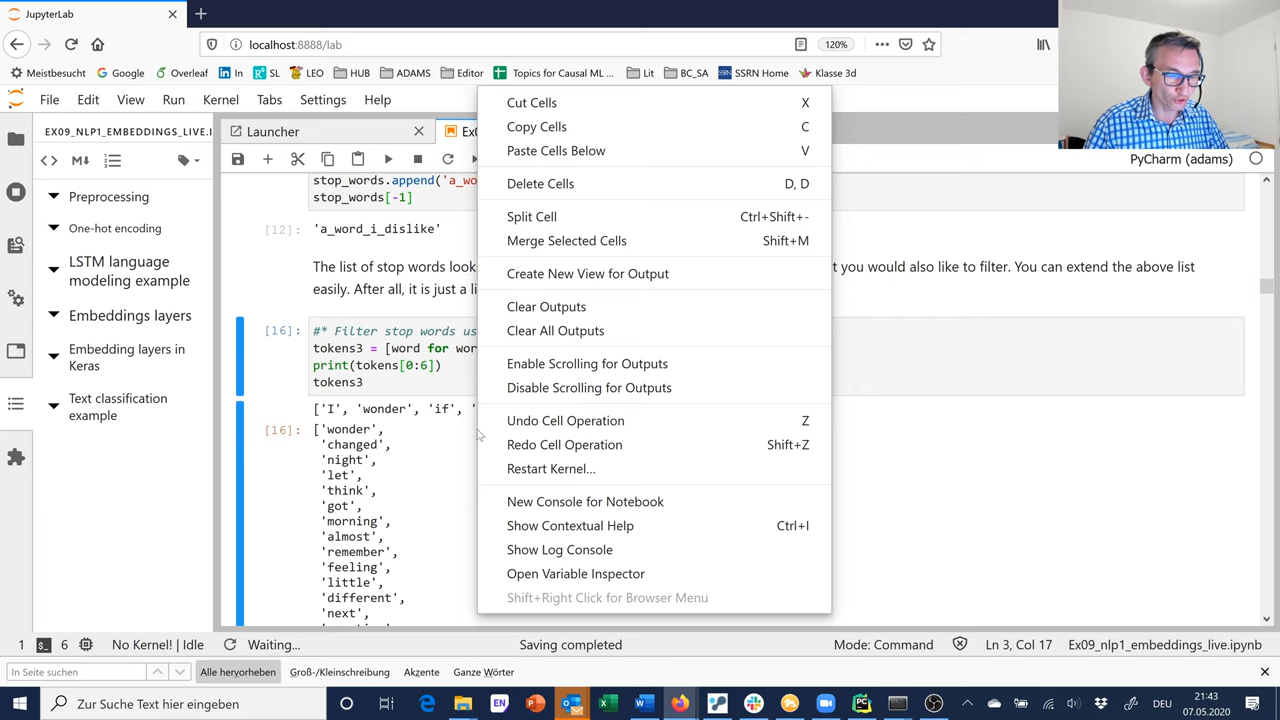 JupyterLab
localhost:8888/lab
120%
Meistbesucht
Google
Overleaf
In
SL
LEO
HUB
ADAMS
Editor
Topics for Causal ML ...
Lit
BC_SA
SSRN Home
Klasse 3d
File Edit View Run Kernel Tabs Settings Help
EX09_NLP1_EMBEDDINGS_LIVE.I
Launcher
PyCharm (adams)
Preprocessing
One-hot encoding
LSTM language
modeling example
Embeddings layers
Embedding layers in
Keras
Text classification
example
stop_words.append('a_wo
stop_words[-1]
[12]: 'a_word_i_dislike'
The list of stop words looks
t you would also like to filter. You can extend the above list
easily. After all, it is just a li
[16]: #* Filter stop words us
tokens3 = [word for wor
print(tokens[0:6])
tokens3
['I', 'wonder', 'if', '
[16]: ['wonder',
'changed',
'night',
'let',
'think',
'got',
'morning',
'almost',
'remember',
'feeling',
'little',
'different',
'next',
Cut Cells X
Copy Cells C
Paste Cells Below V
Delete Cells D, D
Split Cell Ctrl+Shift+-
Merge Selected Cells Shift+M
Create New View for Output
Clear Outputs
Clear All Outputs
Enable Scrolling for Outputs
Disable Scrolling for Outputs
Undo Cell Operation Z
Redo Cell Operation Shift+Z
Restart Kernel...
New Console for Notebook
Show Contextual Help Ctrl+I
Show Log Console
Open Variable Inspector
Shift+Right Click for Browser Menu
1 6 No Kernel! | Idle Waiting... Saving completed Mode: Command Ln 3, Col 17 Ex09_nlp1_embeddings_live.ipynb
In Seite suchen Alle hervorheben Groß-/Kleinschreibung Akzente Ganze Wörter
Zur Suche Text hier eingeben
EN
DEU
21:43
07.05.2020